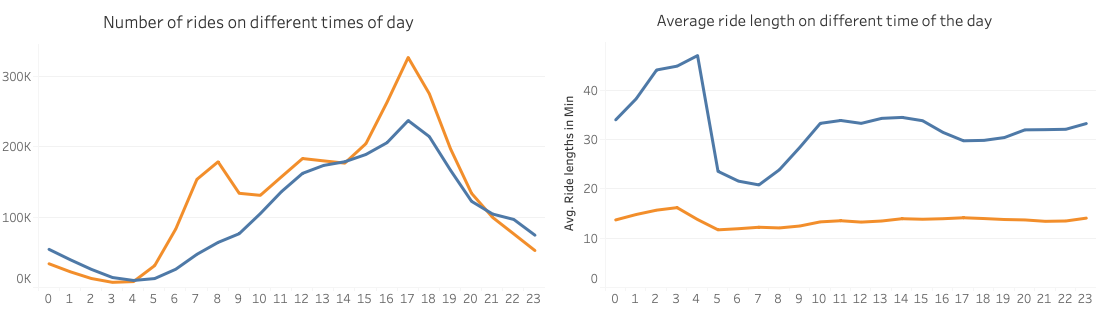 Number of rides on different times of day
300K
200K
100K
0K
0 1 2 3 4 5 6 7 8 9 10 11 12 13 14 15 16 17 18 19 20 21 22 23
Average ride length on different time of the day
Avg. Ride lengths in Min
40
30
20
10
0
0 1 2 3 4 5 6 7 8 9 10 11 12 13 14 15 16 17 18 19 20 21 22 23